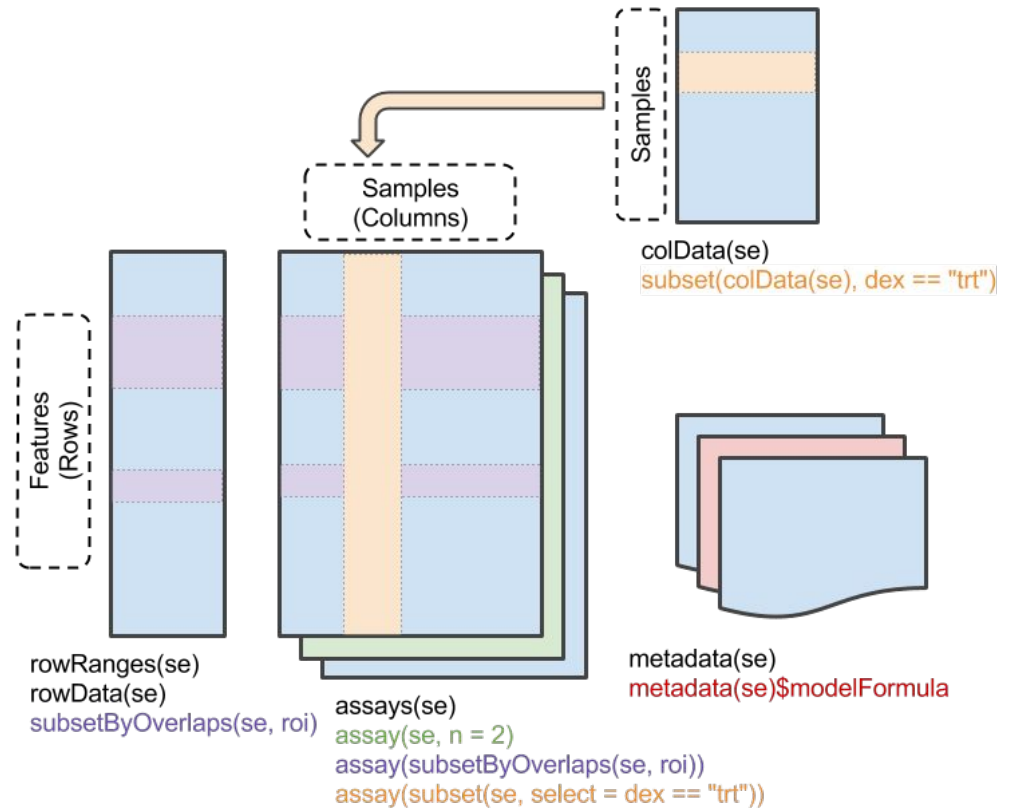 Samples
colData(se)
subset(colData(se), dex == "trt")
Samples
(Columns)
Features
(Rows)
rowRanges(se)
rowData(se)
subsetByOverlaps(se, roi)
assays(se)
assay(se, n = 2)
assay(subsetByOverlaps(se, roi))
assay(subset(se, select = dex == "trt"))
metadata(se)
metadata(se)$modelFormula